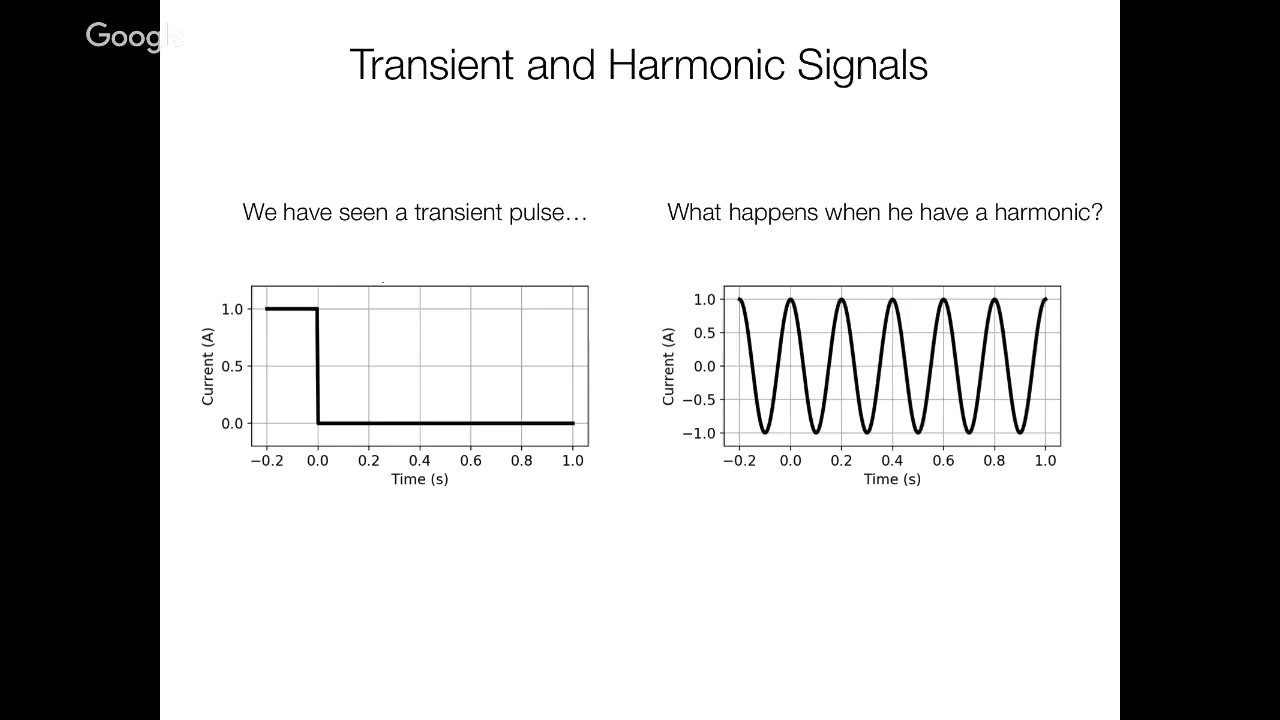 Google
Transient and Harmonic Signals
We have seen a transient pulse…
What happens when he have a harmonic?
Current (A)
1.0
0.5
0.0
−0.2 0.0 0.2 0.4 0.6 0.8 1.0
Time (s)
Current (A)
1.0
0.5
0.0
−0.5
−1.0
−0.2 0.0 0.2 0.4 0.6 0.8 1.0
Time (s)